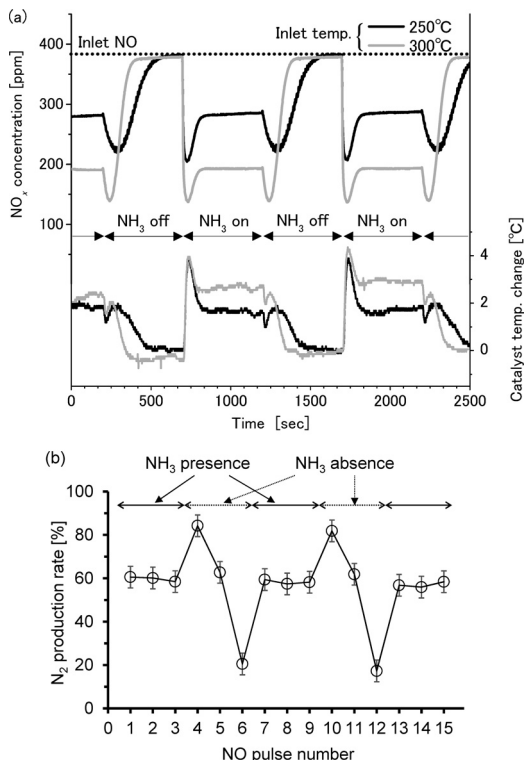 (a)
Inlet NO
Inlet temp.
250℃
300℃
NOx concentration [ppm]
400
300
200
100
NH3 off
NH3 on
NH3 off
NH3 on
Catalyst temp. change [℃]
4
2
0
0 500 1000 1500 2000 2500
Time [sec]
(b)
NH3 presence NH3 absence
N2 production rate [%]
100
80
60
40
20
0
0 1 2 3 4 5 6 7 8 9 10 11 12 13 14 15
NO pulse number